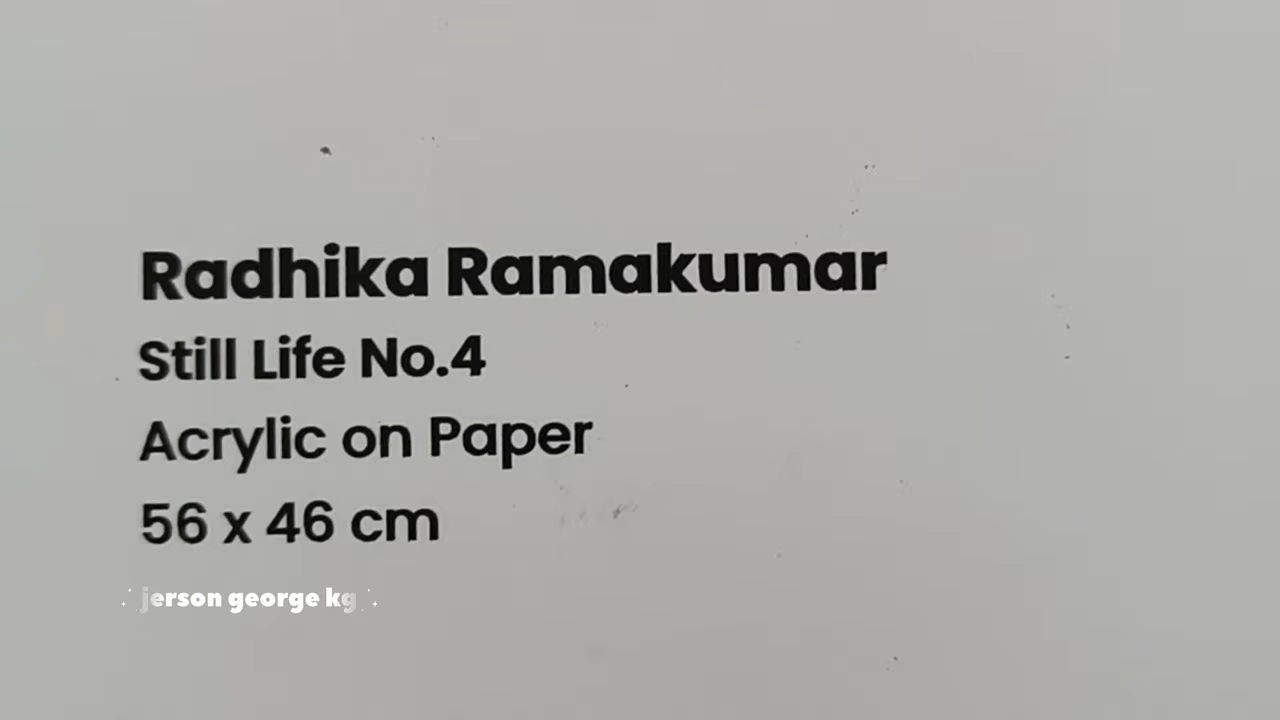 Radhika Ramakumar
Still Life No.4
Acrylic on Paper
56 x 46 cm
jerson george kg